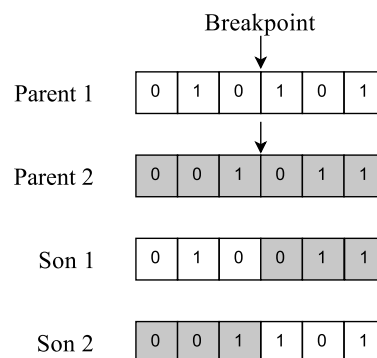 Breakpoint
Parent 1 0 1 0 1 0 1
Parent 2 0 0 1 0 1 1
Son 1 0 1 0 0 1 1
Son 2 0 0 1 1 0 1